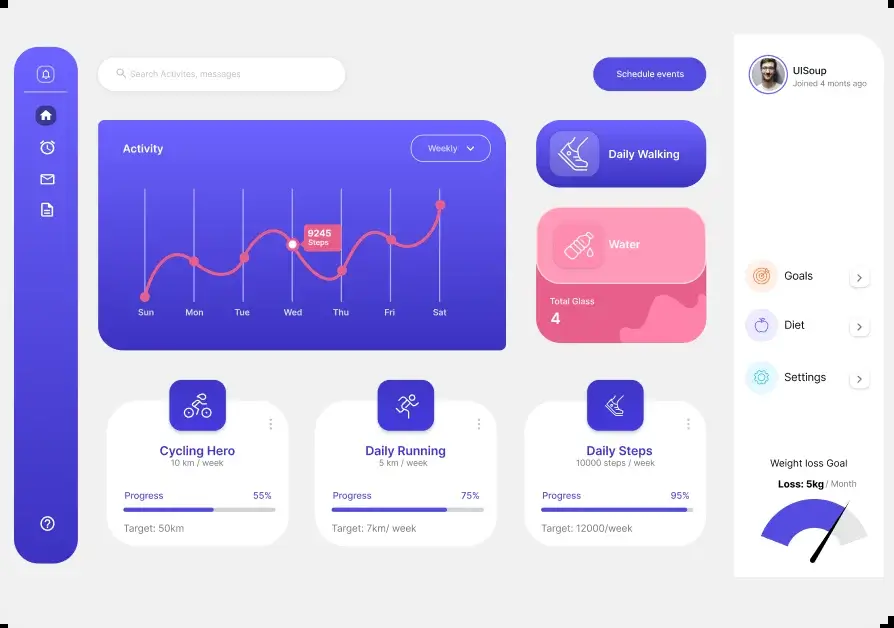 Search Activites, messages
Schedule events
UISoup
Joined 4 monts ago
Activity
Weekly
9245
Steps
Sun Mon Tue Wed Thu Fri Sat
Daily Walking
Water
Total Glass
4
Goals
Diet
Settings
Cycling Hero
10 km / week
Progress 55%
Target: 50km
Daily Running
5 km / week
Progress 75%
Target: 7km/ week
Daily Steps
10000 steps / week
Progress 95%
Target: 12000/week
Weight loss Goal
Loss: 5kg / Month